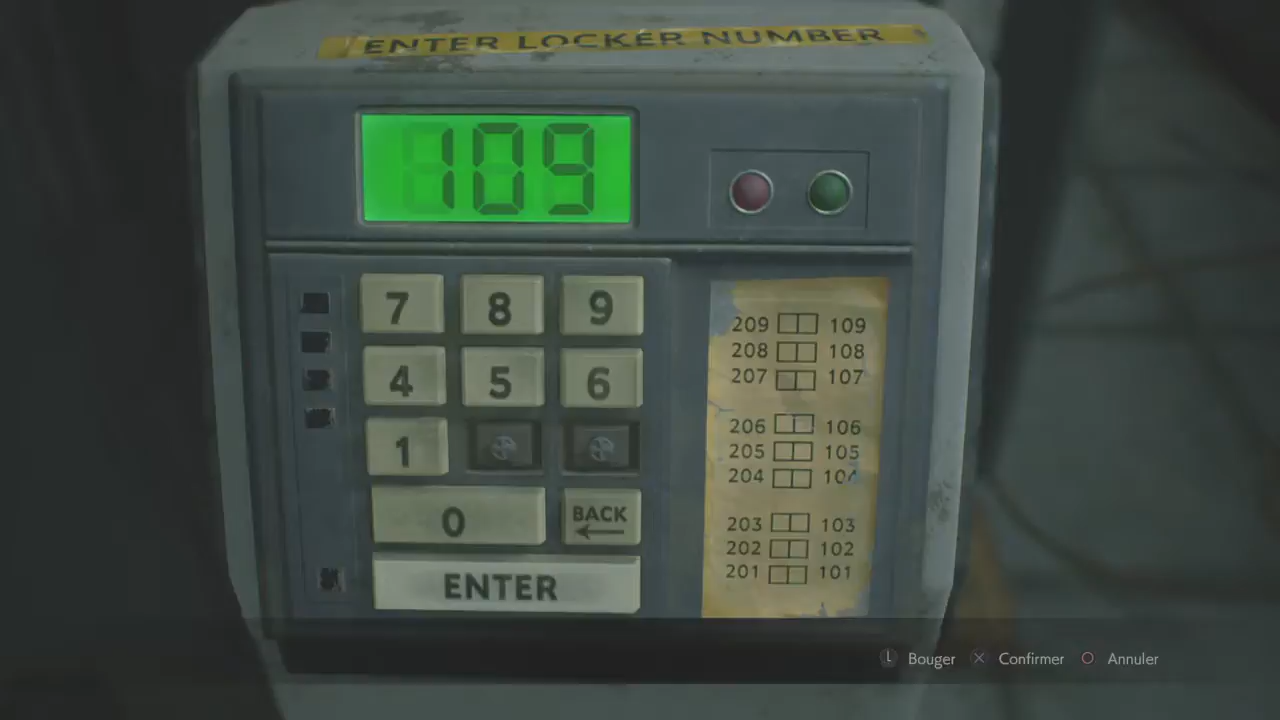 ENTER LOCKER NUMBER
109
7 8 9
4 5 6
1
0 BACK
ENTER
209 109
208 108
207 107
206 106
205 105
204 104
203 103
202 102
201 101
L Bouger Confirmer Annuler